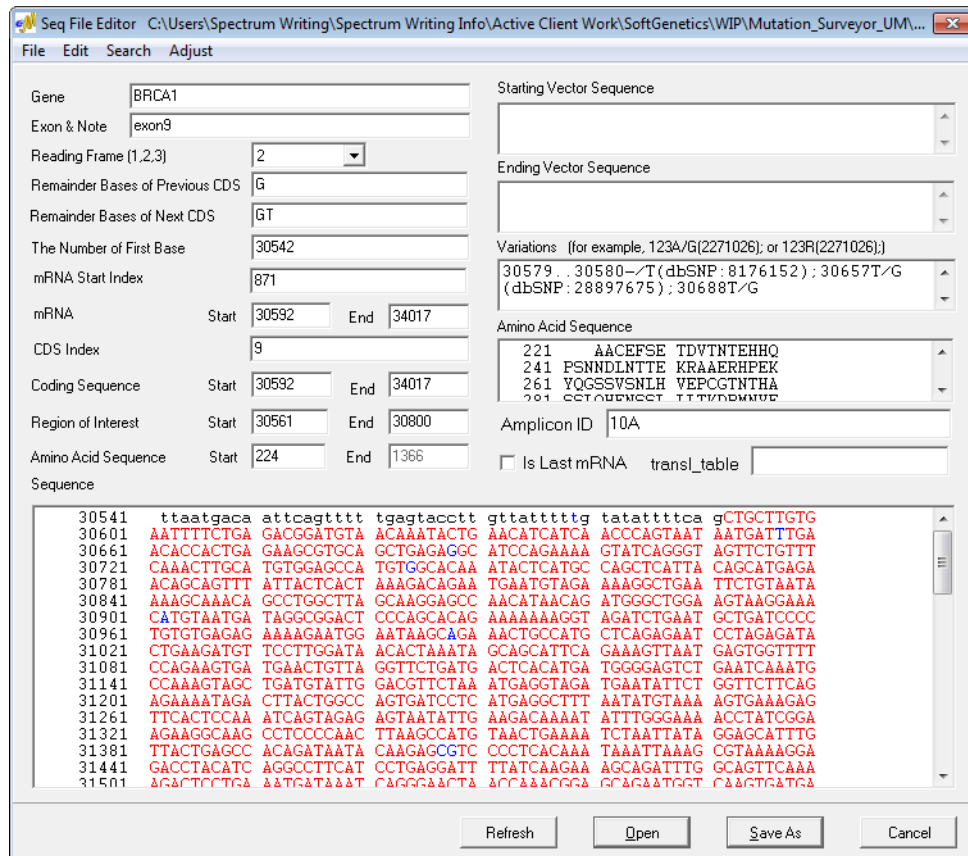 Seq File Editor C:\Users\Spectrum Writing\Spectrum Writing Info\Active Client Work\SoftGenetics\WIP\Mutation_Surveyor_UM\...
File Edit Search Adjust
Gene BRCA1
Exon & Note exon9
Reading Frame (1,2,3) 2
Remainder Bases of Previous CDS G
Remainder Bases of Next CDS GT
The Number of First Base 30542
mRNA Start Index 871
mRNA Start 30592 End 34017
CDS Index 9
Coding Sequence Start 30592 End 34017
Region of Interest Start 30561 End 30800
Amino Acid Sequence Start 224 End 1366
Starting Vector Sequence
Ending Vector Sequence
Variations (for example, 123A/G(2271026); or 123R(2271026);)
30579..30580-/T(dbSNP:8176152);30657T/G
(dbSNP:28897675);30688T/G
Amino Acid Sequence
221 AACEFSE TDVTNTEHHQ
241 PSNNDLNTTE KRAAERHPEK
261 YQGSSVSNLH VEPCGTNTHA
281 SSLQHENSSL LLTKDRMNVE
Amplicon ID 10A
Is Last mRNA transl_table
Sequence
30541 ttaatgaca attcagtttt tgagtacctt gttatttttg tatattttca gCTGCTTGTG
30601 AATTTTCTGA GACGGATGTA ACAAATACTG AACATCATCA ACCCAGTAAT AATGATTTGA
30661 ACACCACTGA GAAGCGTGCA GCTGAGAGGC ATCCAGAAAA GTATCAGGGT AGTTCTGTTT
30721 CAAACTTGCA TGTGGAGCCA TGTGGCACAA ATACTCATGC CAGCTCATTA CAGCATGAGA
30781 ACAGCAGTTT ATTACTCACT AAAGACAGAA TGAATGTAGA AAAGGCTGAA TTCTGTAATA
30841 AAAGCAAACA GCCTGGCTTA GCAAGGAGCC AACATAACAG ATGGGCTGGA AGTAAGGAAA
30901 CATGTAATGA TAGGCGGACT CCCAGCACAG AAAAAAAGGT AGATCTGAAT GCTGATCCCC
30961 TGTGTGAGAG AAAAGAATGG AATAAGCAGA AACTGCCATG CTCAGAGAAT CCTAGAGATA
31021 CTGAAGATGT TCCTTGGATA ACACTAAATA GCAGCATTCA GAAAGTTAAT GAGTGGTTTT
31081 CCAGAAGTGA TGAACTGTTA GGTTCTGATG ACTCACATGA TGGGGAGTCT GAATCAAATG
31141 CCAAAGTAGC TGATGTATTG GACGTTCTAA ATGAGGTAGA TGAATATTCT GGTTCTTCAG
31201 AGAAAATAGA CTTACTGGCC AGTGATCCTC ATGAGGCTTT AATATGTAAA AGTGAAAGAG
31261 TTCACTCCAA ATCAGTAGAG AGTAATATTG AAGACAAAAT ATTTGGGAAA ACCTATCGGA
31321 AGAAGGCAAG CCTCCCCAAC TTAAGCCATG TAACTGAAAA TCTAATTATA GGAGCATTTG
31381 TTACTGAGCC ACAGATAATA CAAGAGCGTC CCCTCACAAA TAAATTAAAG CGTAAAAGGA
31441 GACCTACATC AGGCCTTCAT CCTGAGGATT TTATCAAGAA AGCAGATTTG GCAGTTCAAA
31501 AGACTCCTGA AATGATAAAT CAGGGAACTA ACCAAACGGA GCAGAATGGT CAAGTGATGA
Refresh Open Save As Cancel